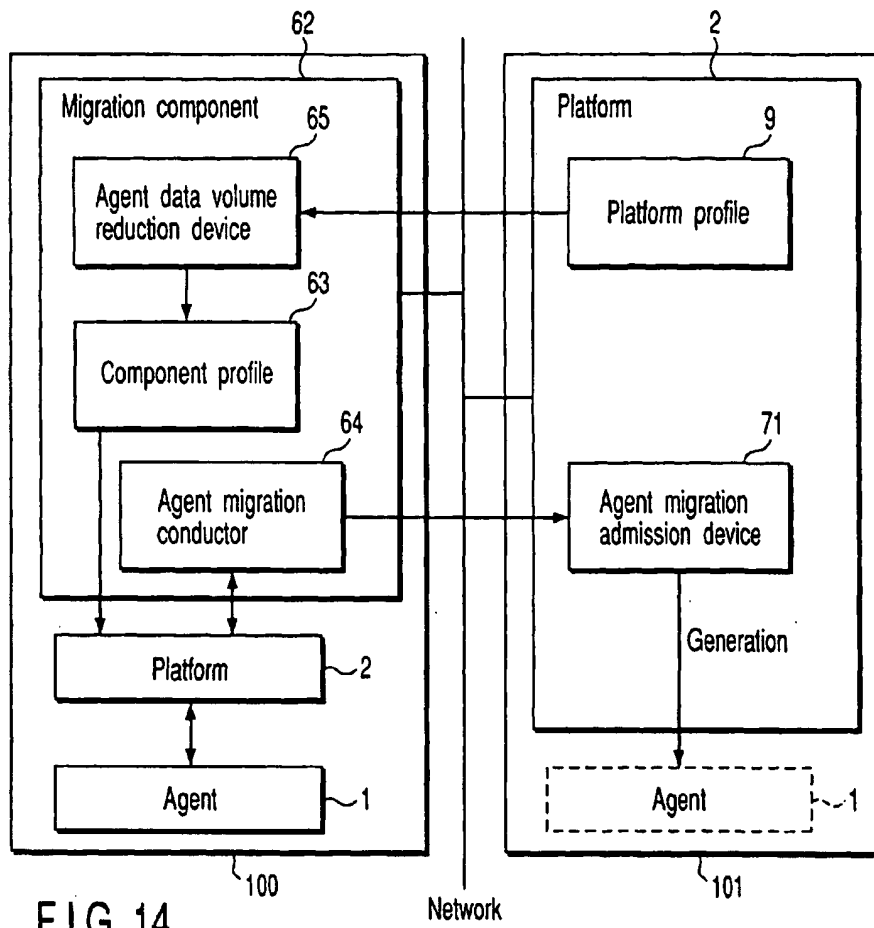 62
2
Migration component
Platform
65
9
Agent data volume
reduction device
Platform profile
63
Component profile
64
71
Agent migration
conductor
Agent migration
admission device
Generation
Platform
2
Agent
1
Agent
1
100
101
Network
FIG. 14